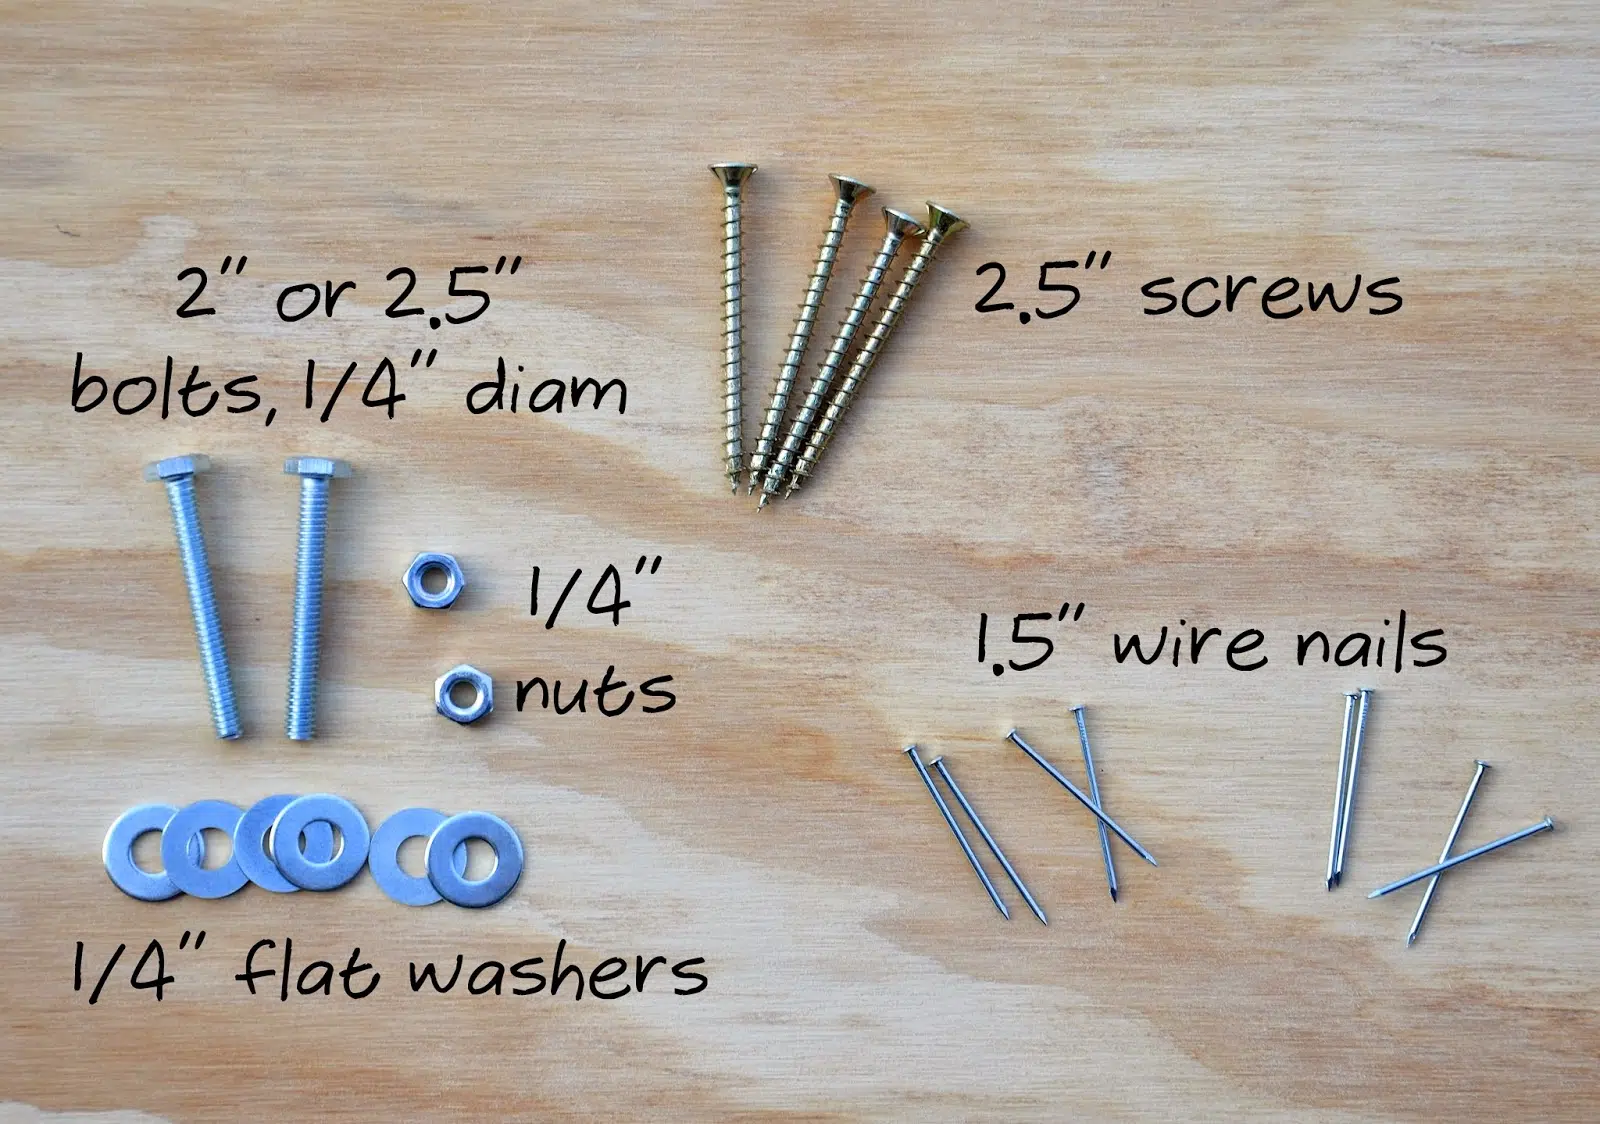 2" or 2.5"
bolts, 1/4" diam
2.5" screws
1/4"
nuts
1.5" wire nails
1/4" flat washers